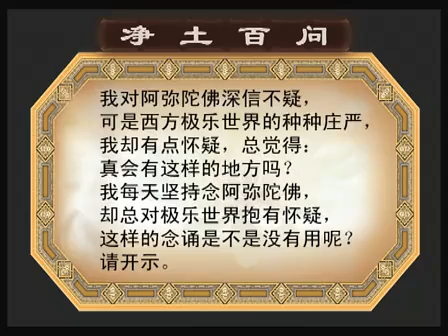 净土百问
我对阿弥陀佛深信不疑，
可是西方极乐世界的种种庄严，
我却有点怀疑，总觉得：
真会有这样的地方吗？
我每天坚持念阿弥陀佛，
却总对极乐世界抱有怀疑，
这样的念诵是不是没有用呢？
请开示。